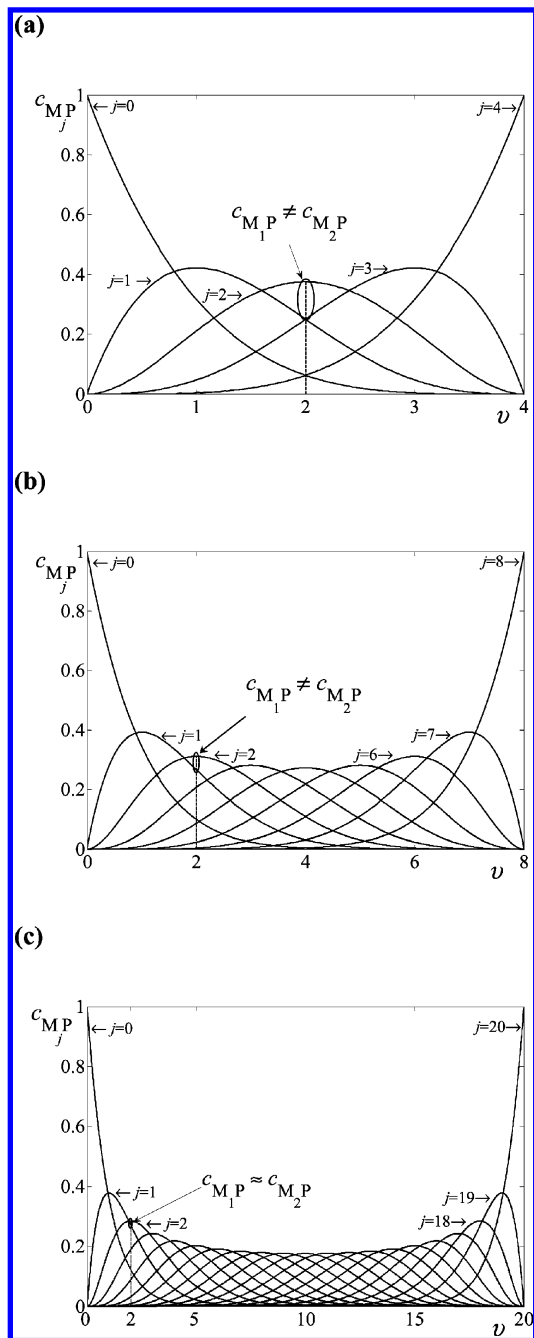 (a)
c_{M_jP}
1
← j=0
j=4→
0.8
c_{M_1P} ≠ c_{M_2P}
0.6
j=3→
j=1 →
0.4
j=2→
0.2
0
0 1 2 3 4
υ
(b)
c_{M_jP}
1
← j=0
j=8→
0.8
c_{M_1P} ≠ c_{M_2P}
0.6
← j=1
j=7→
0.4
← j=2
j=6→
0.2
0
0 2 4 6 8
υ
(c)
c_{M_jP}
1
← j=0
j=20→
0.8
0.6
c_{M_1P} ≈ c_{M_2P}
0.4
← j=1
j=19→
← j=2
j=18→
0.2
0
0 2 5 10 15 20
υ